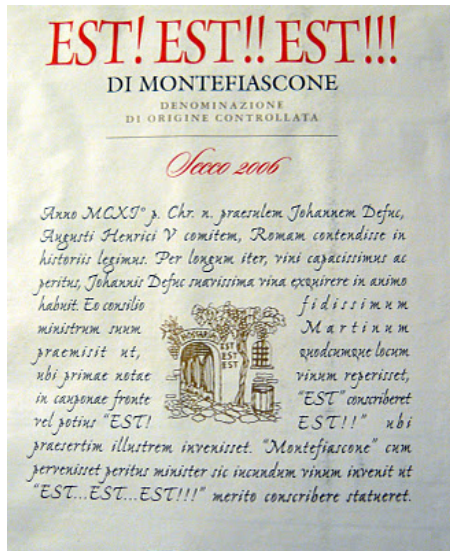 EST! EST!! EST!!!
DI MONTEFIASCONE
DENOMINAZIONE
DI ORIGINE CONTROLLATA
Secco 2006
Anno MCXI° p. Chr. n. praesulem Johannem Defuc,
Augusti Henrici V comitem, Romam contendisse in
historiis legimus. Per longum iter, vini capacissimus ac
peritus, Johannis Defuc suavissima vina exquirere in animo
habuit. Eo consilio fidissimum
ministrum suum Martinum
praemisit ut, quodcumque locum
ubi primae notae vinum reperisset,
in cauponae fronte "EST" conscriberet
vel potius "EST! EST!!" ubi
praesertim illustrem invenisset. "Montefiascone" cum
pervenisset peritus minister sic iucundum vinum invenit ut
"EST...EST...EST!!!" merito conscribere statueret.
EST
EST
EST